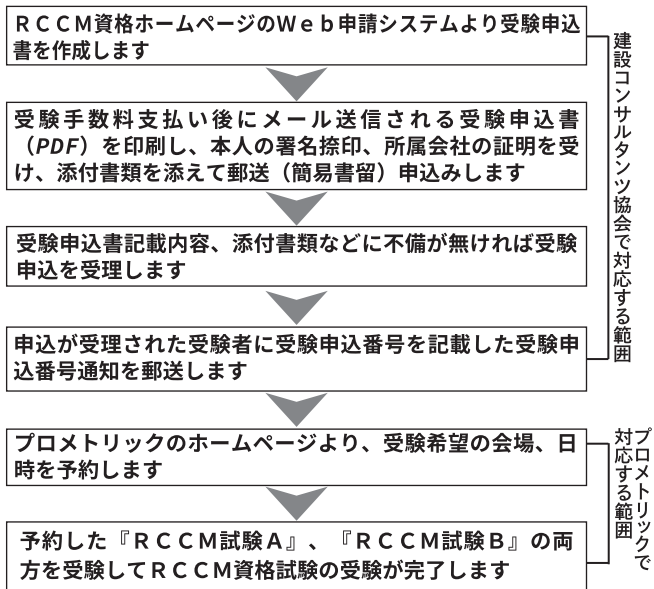 ＲＣＣＭ資格ホームページのＷｅｂ申請システムより受験申込
書を作成します
受験手数料支払い後にメール送信される受験申込書
（PDF）を印刷し、本人の署名捺印、所属会社の証明を受
け、添付書類を添えて郵送（簡易書留）申込みします
受験申込書記載内容、添付書類などに不備が無ければ受験
申込を受理します
申込が受理された受験者に受験申込番号を記載した受験申
込番号通知を郵送します
建設コンサルタンツ協会で対応する範囲
プロメトリックのホームページより、受験希望の会場、日
時を予約します
予約した『ＲＣＣＭ試験Ａ』、『ＲＣＣＭ試験Ｂ』の両
方を受験してＲＣＣＭ資格試験の受験が完了します
プロメトリックで
対応する範囲